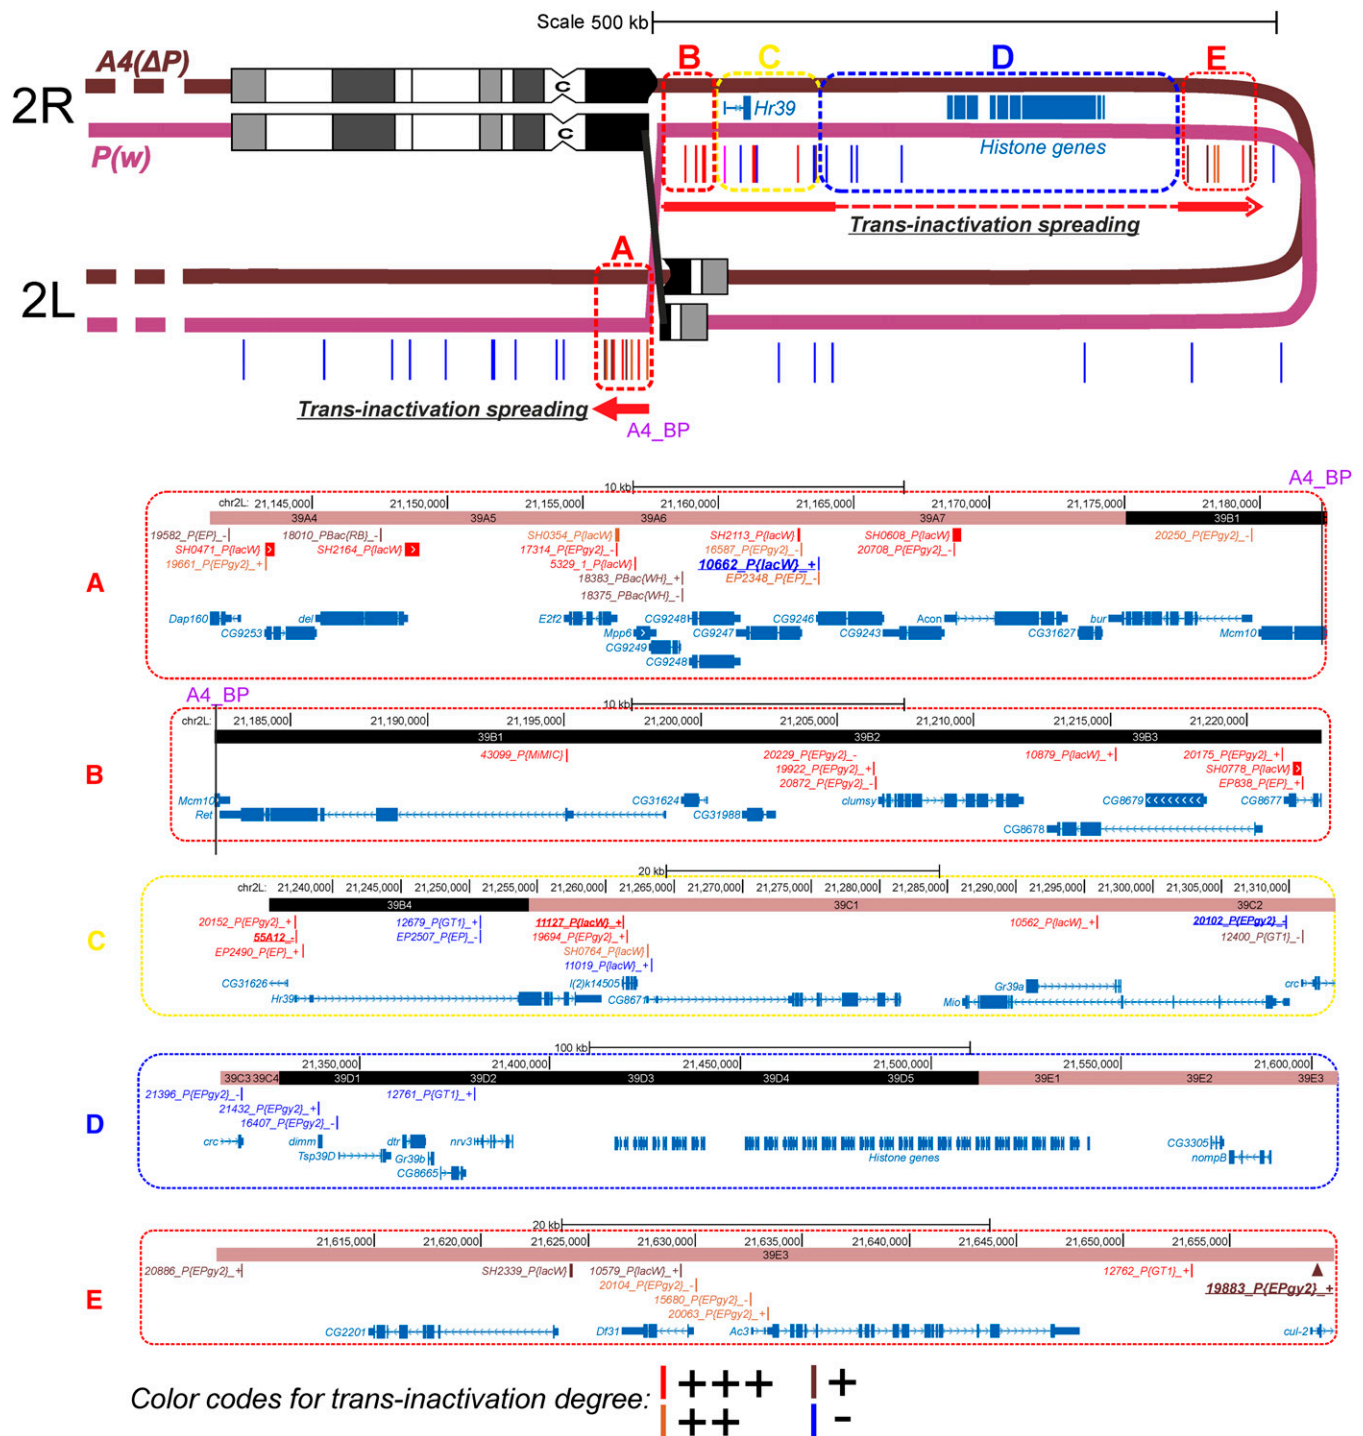 Scale 500 kb
A4(ΔP)
2R
P(w)
C
C
B
C
D
E
Hr39
Histone genes
Trans-inactivation spreading
A
2L
Trans-inactivation spreading
A4_BP
A4_BP
A
10 kb
chr2L: 21,145,000 21,150,000 21,155,000 21,160,000 21,165,000 21,170,000 21,175,000 21,180,000
39A4 39A5 39A6 39A7 39B1
19582_P{EP}_- 18010_PBac{RB}_- SH0354_P{lacW} SH2113_P{lacW} SH0608_P{lacW} 20250_P{EPgy2}_-
SH0471_P{lacW} SH2164_P{lacW} 17314_P{EPgy2}_- 16587_P{EPgy2}_- 20708_P{EPgy2}_-
19661_P{EPgy2}_+ 5329_1_P{lacW} 10662_P{lacW}_+
18383_PBac{WH}_+ EP2348_P{EP}_-
18375_PBac{WH}_-
Dap160 del E2f2 CG9248 CG9246 Acon bur
CG9253 Mpp6 CG9247 CG9243 CG31627 Mcm10
CG9249
CG9248
A4_BP
B
10 kb
chr2L: 21,185,000 21,190,000 21,195,000 21,200,000 21,205,000 21,210,000 21,215,000 21,220,000
39B1 39B2 39B3
43099_P{MiMIC} 20229_P{EPgy2}_- 10879_P{lacW}_+ 20175_P{EPgy2}_+
19922_P{EPgy2}_+ SH0778_P{lacW}
20872_P{EPgy2}_- EP838_P{EP}_+
Mcm10 CG31624 clumsy CG8679 CG8677
Ret CG31988
CG8678
C
20 kb
chr2L: 21,240,000 21,245,000 21,250,000 21,255,000 21,260,000 21,265,000 21,270,000 21,275,000 21,280,000 21,285,000 21,290,000 21,295,000 21,300,000 21,305,000 21,310,000
39B4 39C1 39C2
20152_P{EPgy2}_+ 12679_P{GT1}_+ 11127_P{lacW}_+ 10562_P{lacW}_+ 20102_P{EPgy2}_-
55A12_- EP2507_P{EP}_- 19694_P{EPgy2}_+ 12400_P{GT1}_-
EP2490_P{EP}_+ SH0764_P{lacW}
11019_P{lacW}_+
CG31626 l(2)k14505 Gr39a crc
Hr39 CG8671 Mio
D
100 kb
21,350,000 21,400,000 21,450,000 21,500,000 21,550,000 21,600,000
39C3 39C4 39D1 39D2 39D3 39D4 39D5 39E1 39E2 39E3
21396_P{EPgy2}_- 12761_P{GT1}_+
21432_P{EPgy2}_+
16407_P{EPgy2}_-
crc dimm dtr nrv3 CG3305
Tsp39D Gr39b Histone genes nompB
CG8665
E
20 kb
21,615,000 21,620,000 21,625,000 21,630,000 21,635,000 21,640,000 21,645,000 21,650,000 21,655,000
39E3
20886_P{EPgy2}_+ SH2339_P{lacW} 10579_P{lacW}_+ 12762_P{GT1}_+
20104_P{EPgy2}_- 19883_P{EPgy2}_+
15680_P{EPgy2}_-
20063_P{EPgy2}_+
CG2201 Df31 Ac3 cul-2
Color codes for trans-inactivation degree: +++ +
++ -